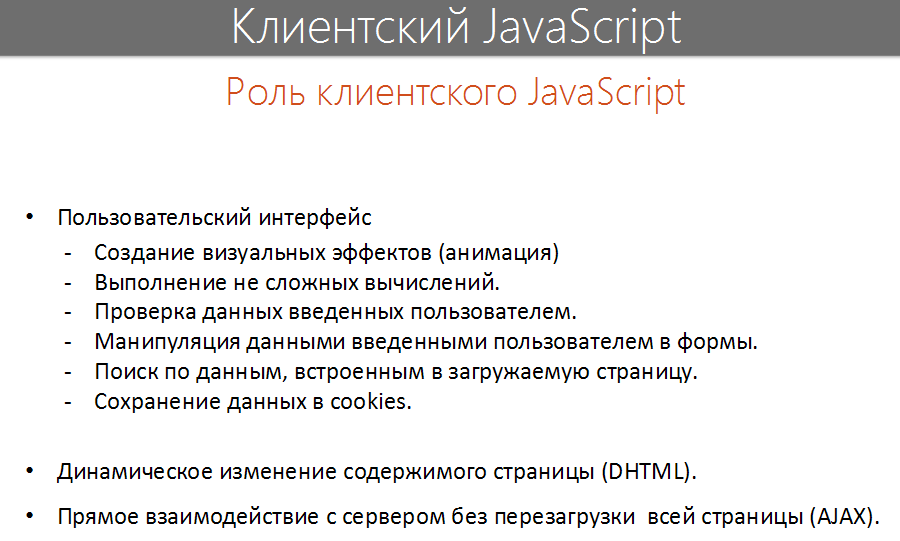 Клиентский JavaScript
Роль клиентского JavaScript
• Пользовательский интерфейс
- Создание визуальных эффектов (анимация)
- Выполнение не сложных вычислений.
- Проверка данных введенных пользователем.
- Манипуляция данными введенными пользователем в формы.
- Поиск по данным, встроенным в загружаемую страницу.
- Сохранение данных в cookies.
• Динамическое изменение содержимого страницы (DHTML).
• Прямое взаимодействие с сервером без перезагрузки всей страницы (AJAX).